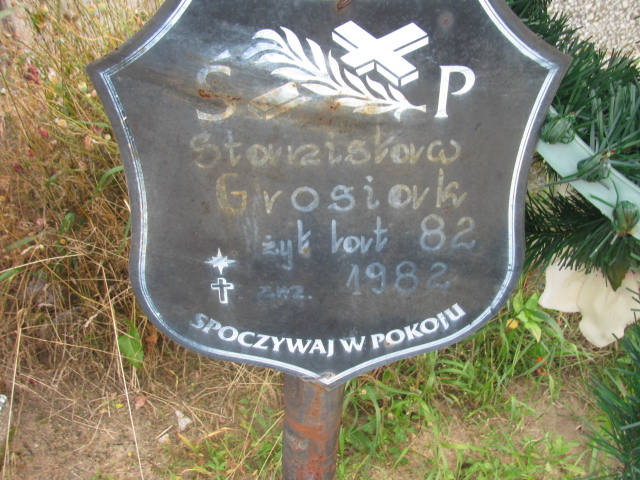 Ś P
Stanisław
Grosiak
żył lat 82
zm. 1982
SPOCZYWAJ W POKOJU